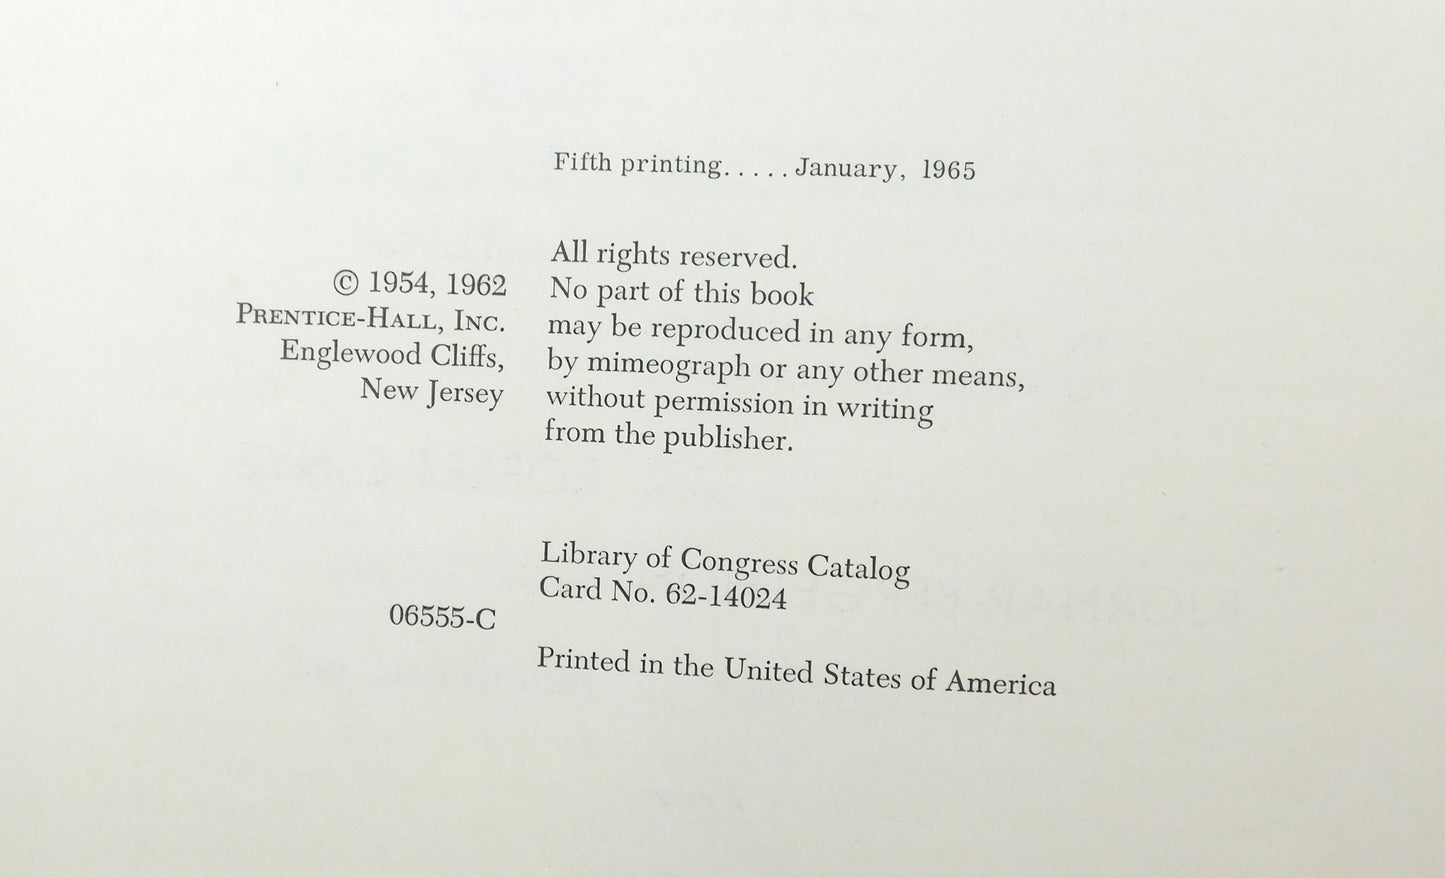 Fifth printing.....January, 1965
© 1954, 1962
PRENTICE-HALL, INC.
Englewood Cliffs,
New Jersey
All rights reserved.
No part of this book
may be reproduced in any form,
by mimeograph or any other means,
without permission in writing
from the publisher.
Library of Congress Catalog
Card No. 62-14024
06555-C
Printed in the United States of America